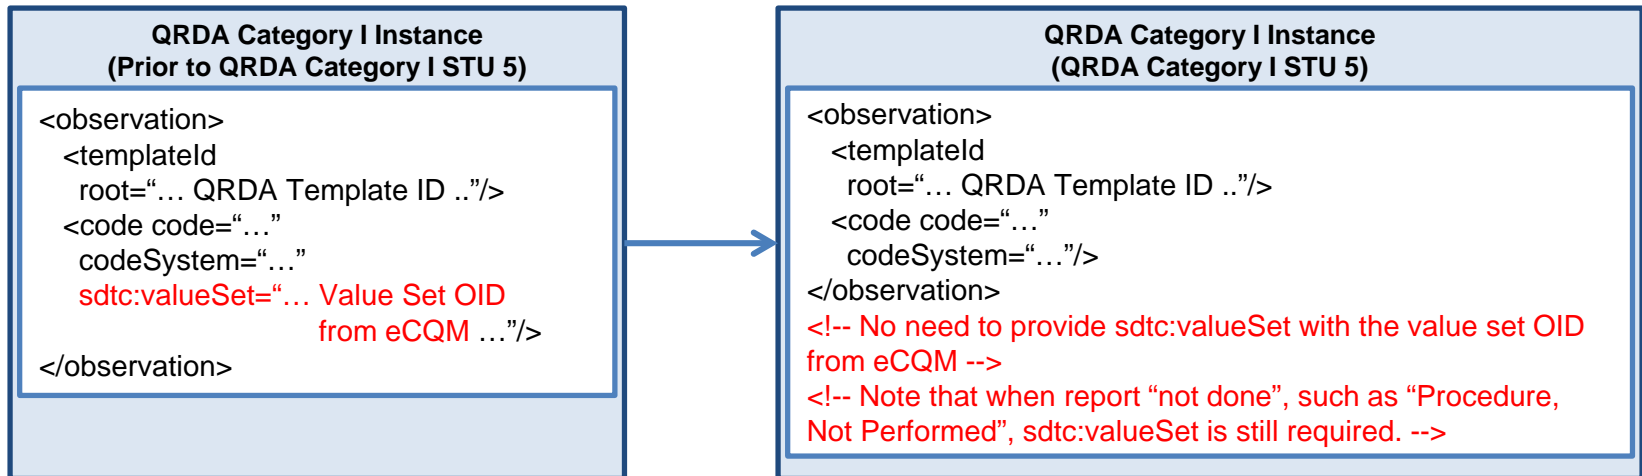 QRDA Category I Instance
(Prior to QRDA Category I STU 5)
<observation>
<templateId
root=“… QRDA Template ID ..”/>
<code code=“…”
codeSystem=“…”
sdtc:valueSet=“… Value Set OID
from eCQM …”/>
</observation>
QRDA Category I Instance
(QRDA Category I STU 5)
<observation>
<templateId
root=“… QRDA Template ID ..”/>
<code code=“…”
codeSystem=“…”/>
</observation>
<!-- No need to provide sdtc:valueSet with the value set OID
from eCQM -->
<!-- Note that when report “not done”, such as “Procedure,
Not Performed”, sdtc:valueSet is still required. -->